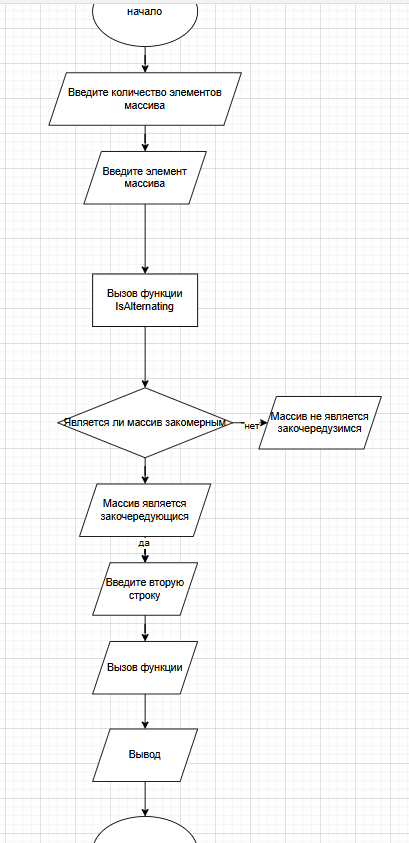 начало
Введите количество элементов
массива
Введите элемент
массива
Вызов функции
IsAlternating
Является ли массив закомерным
нет
Массив не является
закочередузимся
Массив является
закочередующися
да
Введите вторую
строку
Вызов функции
Вывод